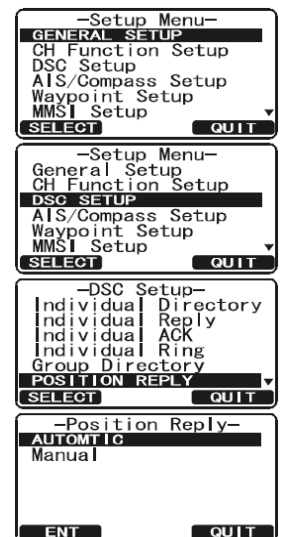 —Setup Menu—
GENERAL SETUP
CH Function Setup
DSC Setup
AIS/Compass Setup
Waypoint Setup
MMSI Setup
SELECT QUIT
—Setup Menu—
General Setup
CH Function Setup
DSC SETUP
AIS/Compass Setup
Waypoint Setup
MMSI Setup
SELECT QUIT
—DSC Setup—
Individual Directory
Individual Reply
Individual ACK
Individual Ring
Group Directory
POSITION REPLY
SELECT QUIT
—Position Reply—
AUTOMTIC
Manual
ENT QUIT